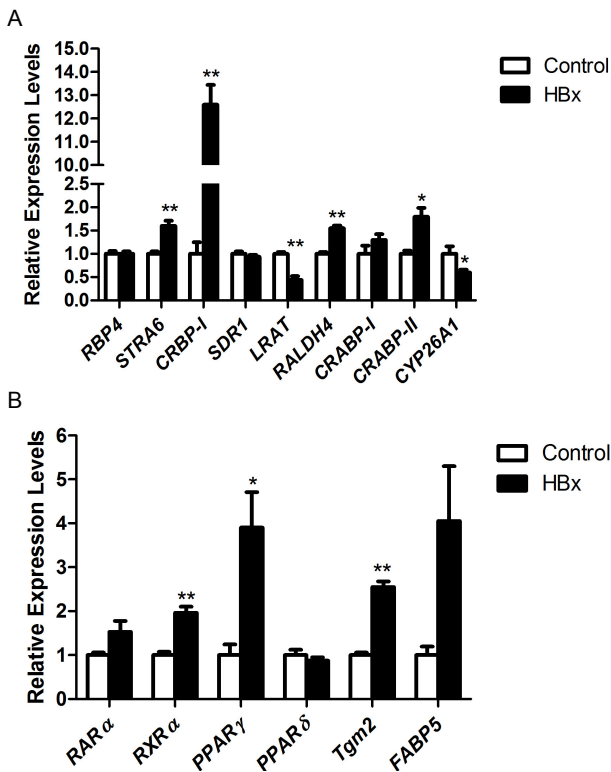 A
Relative Expression Levels
15.0
14.0
13.0
12.0
11.0
10.0
2.5
2.0
1.5
1.0
0.5
0.0
** ** ** ** * *
RBP4 STRA6 CRBP-I SDR1 LRAT RALDH4 CRABP-I CRABP-II CYP26A1
Control
HBx
B
Relative Expression Levels
6
5
4
3
2
1
0
** * **
RARα RXRα PPARγ PPARδ Tgm2 FABP5
Control
HBx